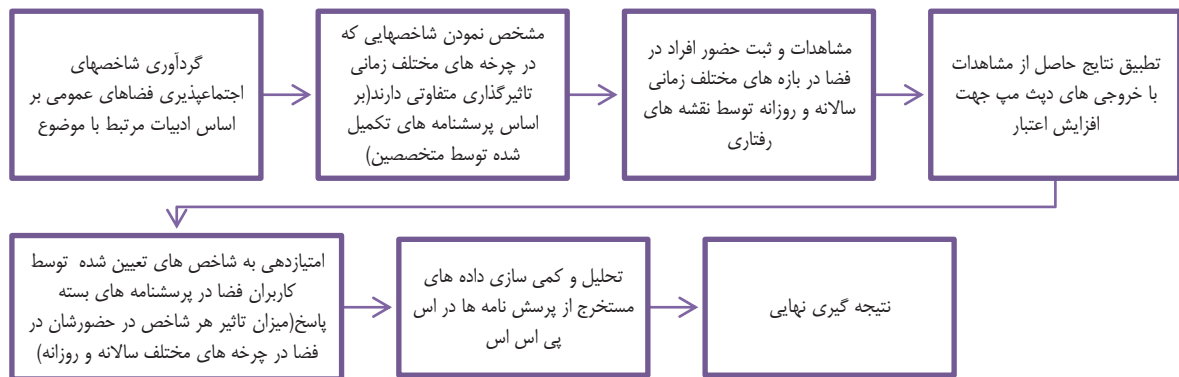 گردآوری شاخصهای
اجتماعپذیری فضاهای عمومی بر
اساس ادبیات مرتبط با موضوع
مشخص نمودن شاخصهایی که
در چرخه های مختلف زمانی
تاثیرگذاری متفاوتی دارند(بر
اساس پرسشنامه های تکمیل
شده توسط متخصصین)
مشاهدات و ثبت حضور افراد در
فضا در بازه های مختلف زمانی
سالانه و روزانه توسط نقشه های
رفتاری
تطبیق نتایج حاصل از مشاهدات
با خروجی های دپث مپ جهت
افزایش اعتبار
امتیازدهی به شاخص های تعیین شده توسط
کاربران فضا در پرسشنامه های بسته
پاسخ(میزان تاثیر هر شاخص در حضورشان در
فضا در چرخه های مختلف سالانه و روزانه)
تحلیل و کمی سازی داده های
مستخرج از پرسش نامه ها در اس
پی اس اس
نتیجه گیری نهایی